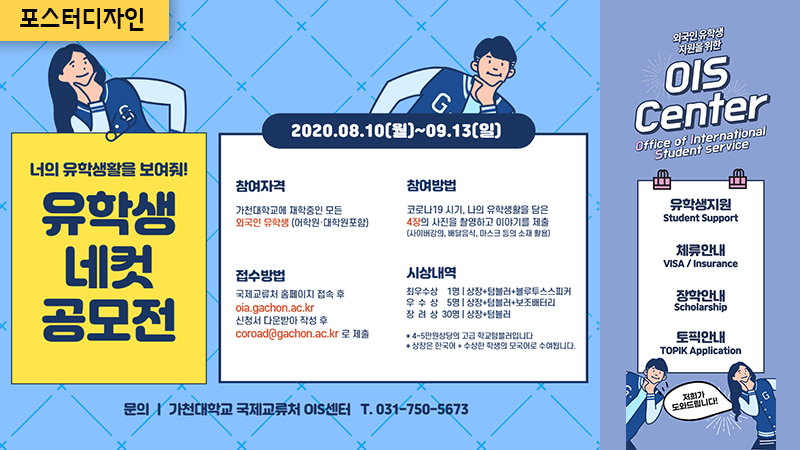 포스터디자인
너의 유학생활을 보여줘!
유학생
네컷
공모전
2020.08.10(월)~09.13(일)
참여자격
가천대학교에 재학중인 모든
외국인 유학생 (어학원·대학원포함)
참여방법
코로나19 시기, 나의 유학생활을 담은
4장의 사진을 촬영하고 이야기를 제출
(사이버강의, 배달음식, 마스크 등의 소재 활용)
접수방법
국제교류처 홈페이지 접속 후
oia.gachon.ac.kr
신청서 다운받아 작성 후
coroad@gachon.ac.kr 로 제출
시상내역
최우수상 1명 | 상장+텀블러+블루투스스피커
우 수 상 5명 | 상장+텀블러+보조배터리
장 려 상 30명 | 상장+텀블러
* 4~5만원상당의 고급 학교텀블러입니다
* 상장은 한국어 + 수상한 학생의 모국어로 수여됩니다.
문의 | 가천대학교 국제교류처 OIS센터 T. 031-750-5673
G
G
외국인 유학생
지원을 위한
OIS
Center
Office of International
Student service
유학생지원
Student Support
체류안내
VISA / Insurance
장학안내
Scholarship
토픽안내
TOPIK Application
저희가
도와드립니다!